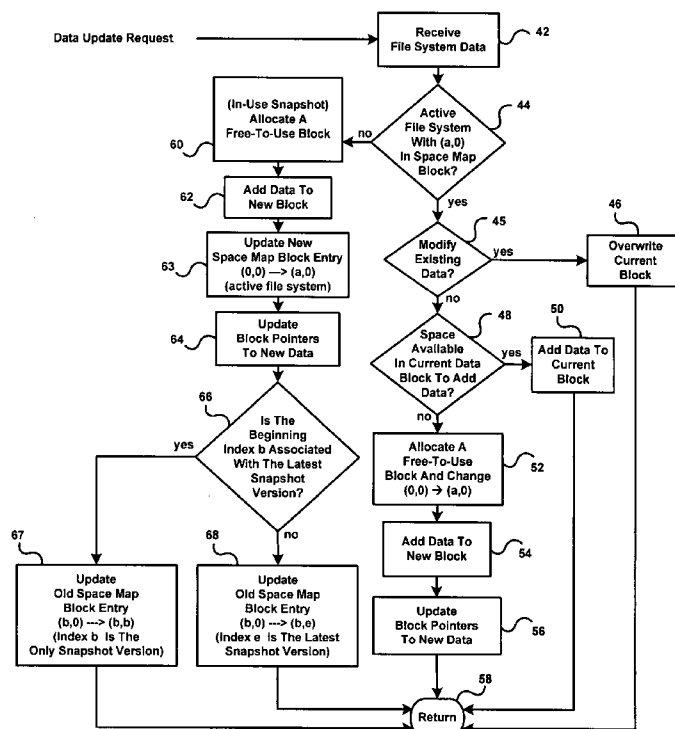 Data Update Request
Receive
File System Data
42
Active
File System
With (a,0)
In Space Map
Block?
44
no
yes
(In-Use Snapshot)
Allocate A
Free-To-Use Block
60
Add Data To
New Block
62
Update New
Space Map Block Entry
(0,0) ---> (a,0)
(active file system)
63
Update
Block Pointers
To New Data
64
Is The
Beginning
Index b Associated
With The Latest
Snapshot
Version?
66
yes
no
Update
Old Space Map
Block Entry
(b,0) ---> (b,b)
(Index b Is The
Only Snapshot Version)
67
Update
Old Space Map
Block Entry
(b,0) ---> (b,e)
(Index e Is The Latest
Snapshot Version)
68
Modify
Existing
Data?
45
yes
no
Overwrite
Current
Block
46
Space
Available
In Current Data
Block To Add
Data?
48
yes
no
Add Data To
Current
Block
50
Allocate A
Free-To-Use
Block And Change
(0,0) → (a,0)
52
Add Data To
New Block
54
Update
Block Pointers
To New Data
56
Return
58